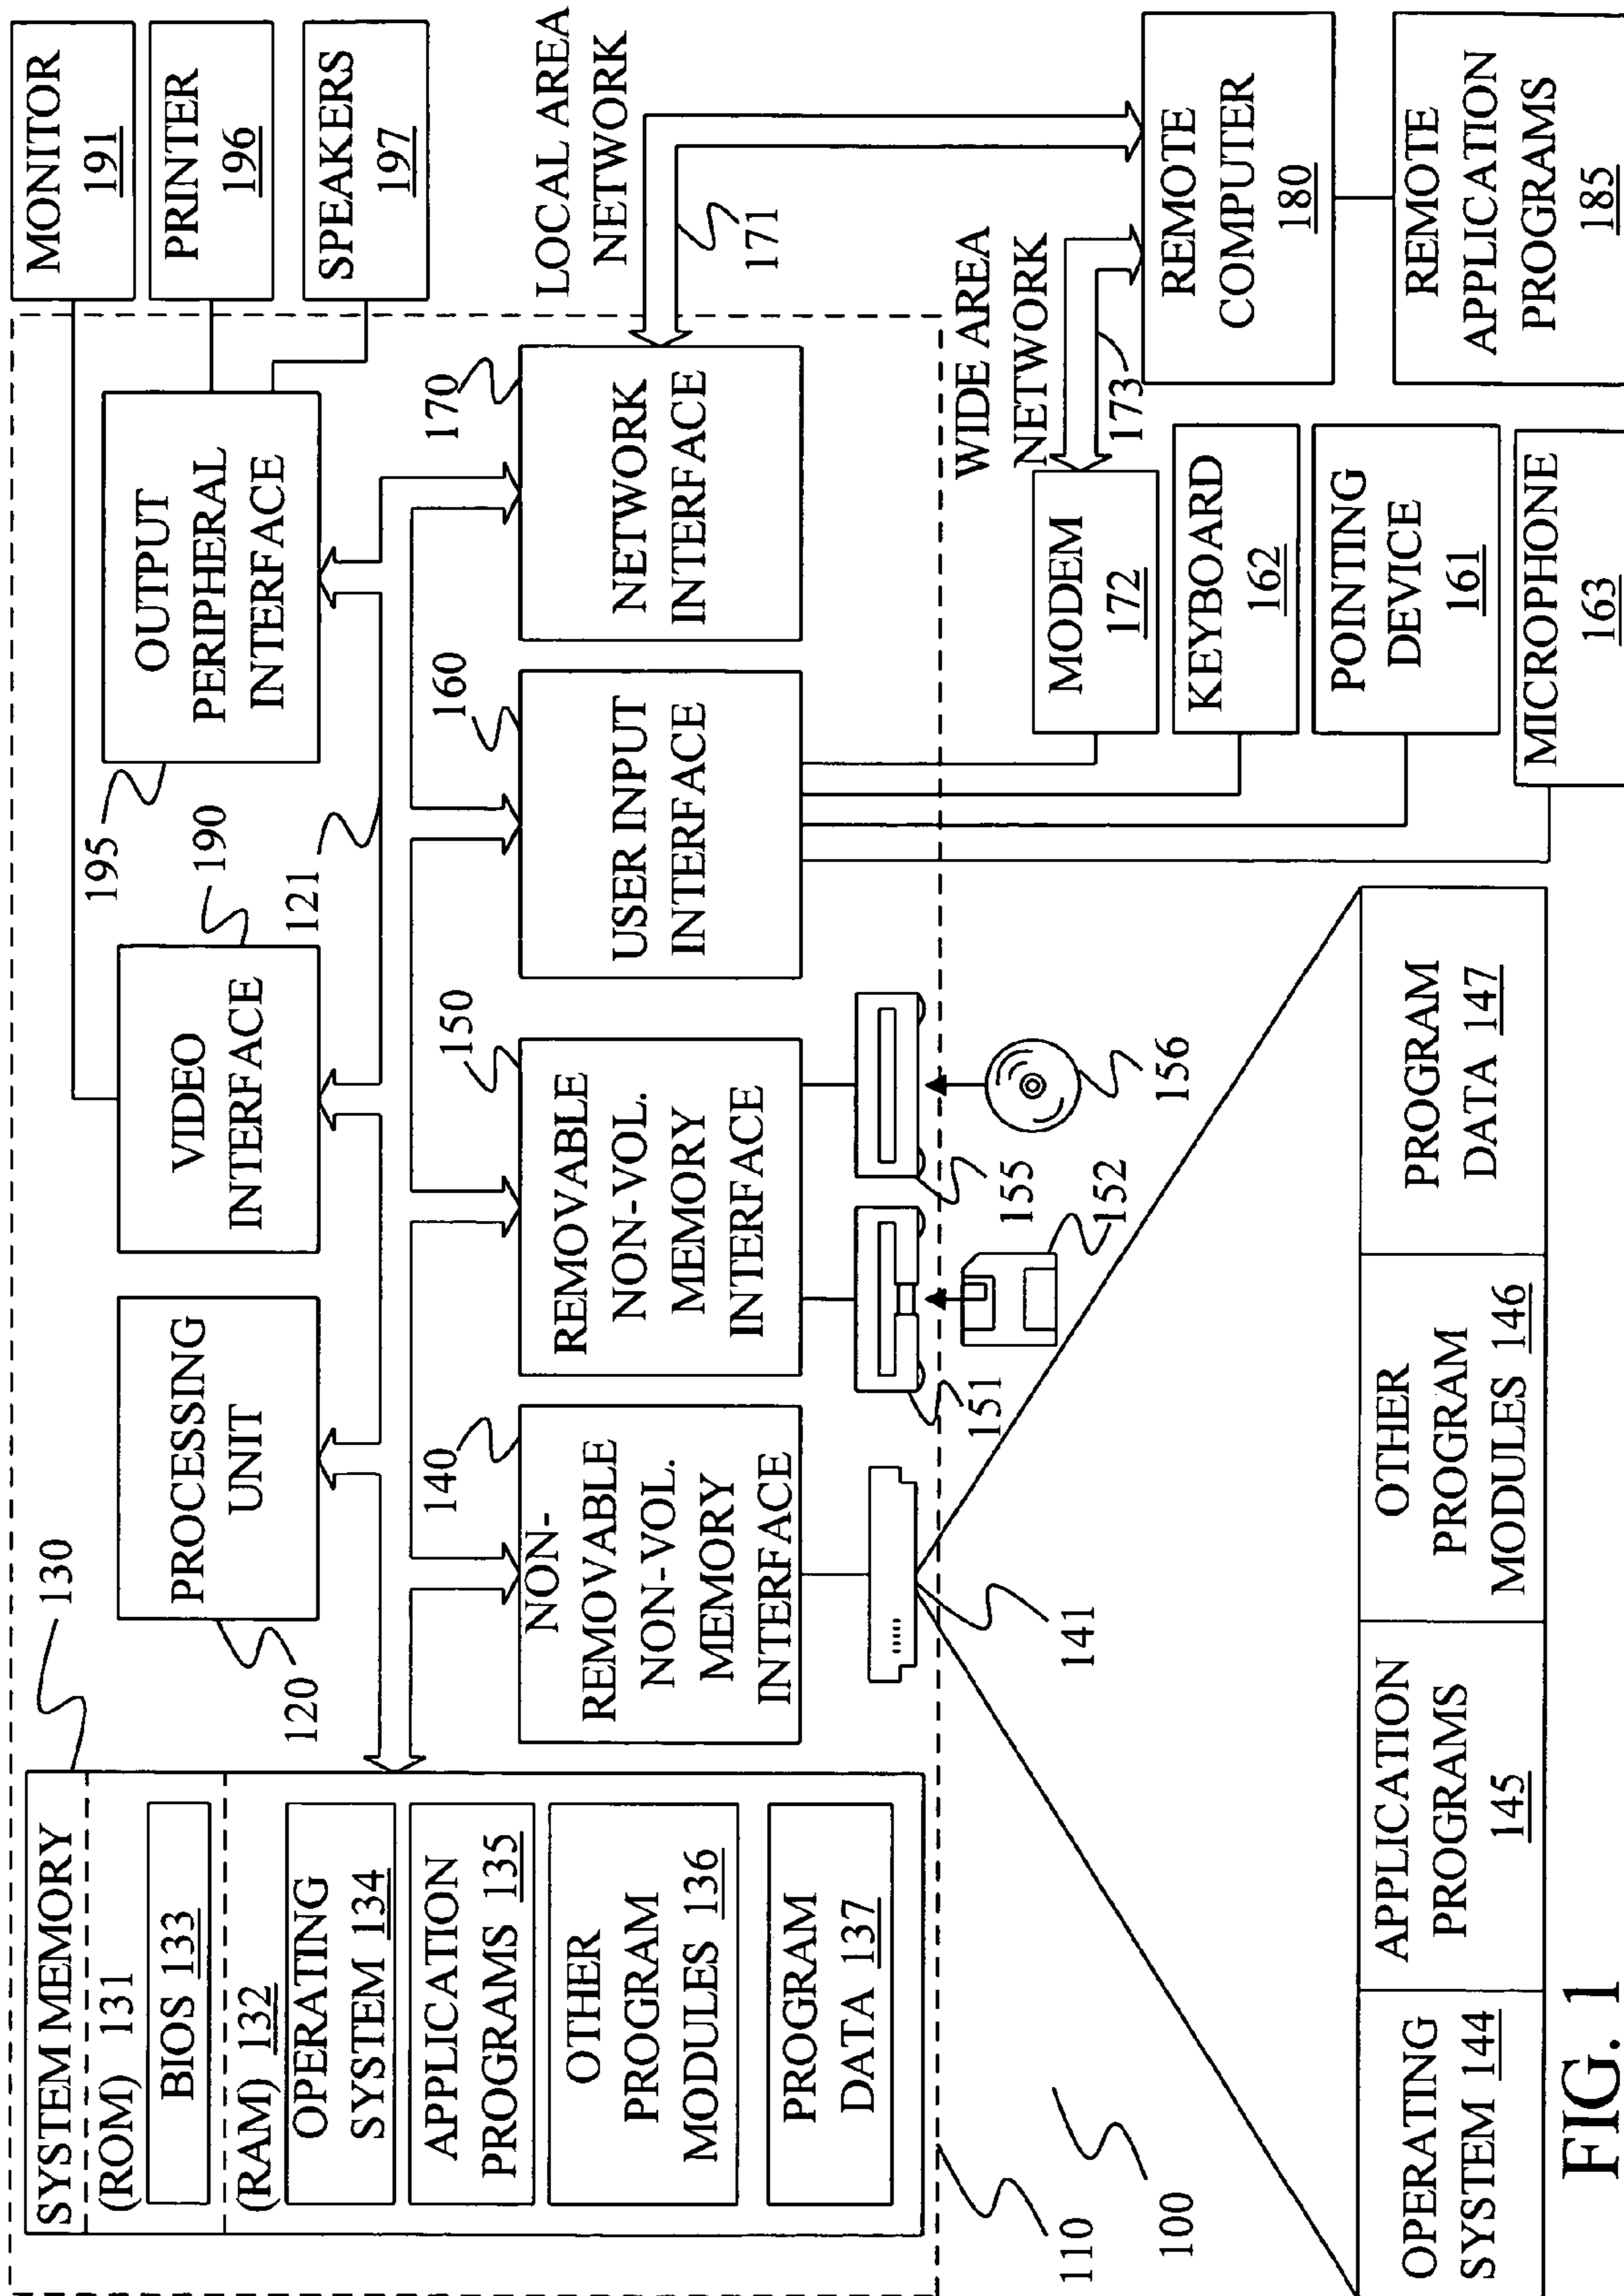 SYSTEM MEMORY
(ROM) 131
BIOS 133
(RAM) 132
OPERATING
SYSTEM 134
APPLICATION
PROGRAMS 135
OTHER
PROGRAM
MODULES 136
PROGRAM
DATA 137
130
PROCESSING
UNIT
120
VIDEO
INTERFACE
190
121
OUTPUT
PERIPHERAL
INTERFACE
195
MONITOR
191
PRINTER
196
SPEAKERS
197
NON-
REMOVABLE
NON-VOL.
MEMORY
INTERFACE
140
REMOVABLE
NON-VOL.
MEMORY
INTERFACE
150
USER INPUT
INTERFACE
160
NETWORK
INTERFACE
170
LOCAL AREA
NETWORK
171
WIDE AREA
NETWORK
173
141
151
152
155
156
MODEM
172
KEYBOARD
162
POINTING
DEVICE
161
MICROPHONE
163
REMOTE
COMPUTER
180
REMOTE
APPLICATION
PROGRAMS
185
110
100
OPERATING
SYSTEM 144
APPLICATION
PROGRAMS
145
OTHER
PROGRAM
MODULES 146
PROGRAM
DATA 147
FIG. 1